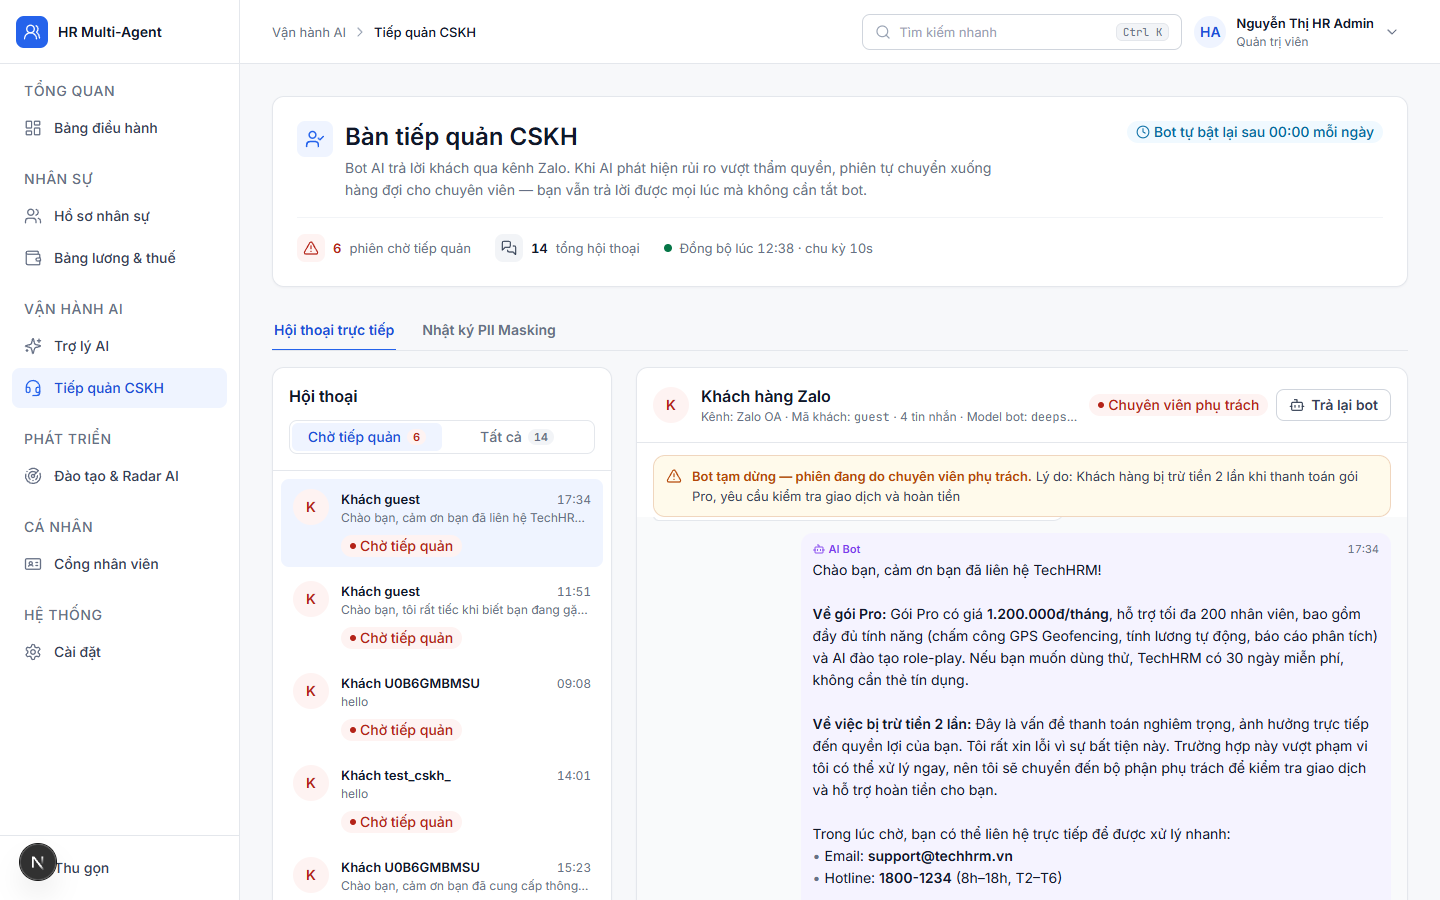 HR Multi-Agent
Vận hành AI > Tiếp quản CSKH
Tìm kiếm nhanh
Ctrl K
HA
Nguyễn Thị HR Admin
Quản trị viên
TỔNG QUAN
Bảng điều hành
NHÂN SỰ
Hồ sơ nhân sự
Bảng lương & thuế
VẬN HÀNH AI
Trợ lý AI
Tiếp quản CSKH
PHÁT TRIỂN
Đào tạo & Radar AI
CÁ NHÂN
Cổng nhân viên
HỆ THỐNG
Cài đặt
N
Thu gọn
Bàn tiếp quản CSKH
Bot tự bật lại sau 00:00 mỗi ngày
Bot AI trả lời khách qua kênh Zalo. Khi AI phát hiện rủi ro vượt thẩm quyền, phiên tự chuyển xuống
hàng đợi cho chuyên viên — bạn vẫn trả lời được mọi lúc mà không cần tắt bot.
6 phiên chờ tiếp quản
14 tổng hội thoại
Đồng bộ lúc 12:38 · chu kỳ 10s
Hội thoại trực tiếp
Nhật ký PII Masking
Hội thoại
Chờ tiếp quản 6
Tất cả 14
K
Khách guest 17:34
Chào bạn, cảm ơn bạn đã liên hệ TechHR...
Chờ tiếp quản
K
Khách guest 11:51
Chào bạn, tôi rất tiếc khi biết bạn đang gặ...
Chờ tiếp quản
K
Khách U0B6GMBMSU 09:08
hello
Chờ tiếp quản
K
Khách test_cskh_ 14:01
hello
Chờ tiếp quản
K
Khách U0B6GMBMSU 15:23
Chào bạn, cảm ơn bạn đã cung cấp thông...
K
Khách hàng Zalo
Kênh: Zalo OA · Mã khách: guest · 4 tin nhắn · Model bot: deeps...
Chuyên viên phụ trách
Trả lại bot
Bot tạm dừng — phiên đang do chuyên viên phụ trách. Lý do: Khách hàng bị trừ tiền 2 lần khi thanh toán gói
Pro, yêu cầu kiểm tra giao dịch và hoàn tiền
AI Bot 17:34
Chào bạn, cảm ơn bạn đã liên hệ TechHRM!
Về gói Pro: Gói Pro có giá 1.200.000đ/tháng, hỗ trợ tối đa 200 nhân viên, bao gồm
đầy đủ tính năng (chấm công GPS Geofencing, tính lương tự động, báo cáo phân tích)
và AI đào tạo role-play. Nếu bạn muốn dùng thử, TechHRM có 30 ngày miễn phí,
không cần thẻ tín dụng.
Về việc bị trừ tiền 2 lần: Đây là vấn đề thanh toán nghiêm trọng, ảnh hưởng trực tiếp
đến quyền lợi của bạn. Tôi rất xin lỗi vì sự bất tiện này. Trường hợp này vượt phạm vi
tôi có thể xử lý ngay, nên tôi sẽ chuyển đến bộ phận phụ trách để kiểm tra giao dịch
và hỗ trợ hoàn tiền cho bạn.
Trong lúc chờ, bạn có thể liên hệ trực tiếp để được xử lý nhanh:
• Email: support@techhrm.vn
• Hotline: 1800-1234 (8h–18h, T2–T6)